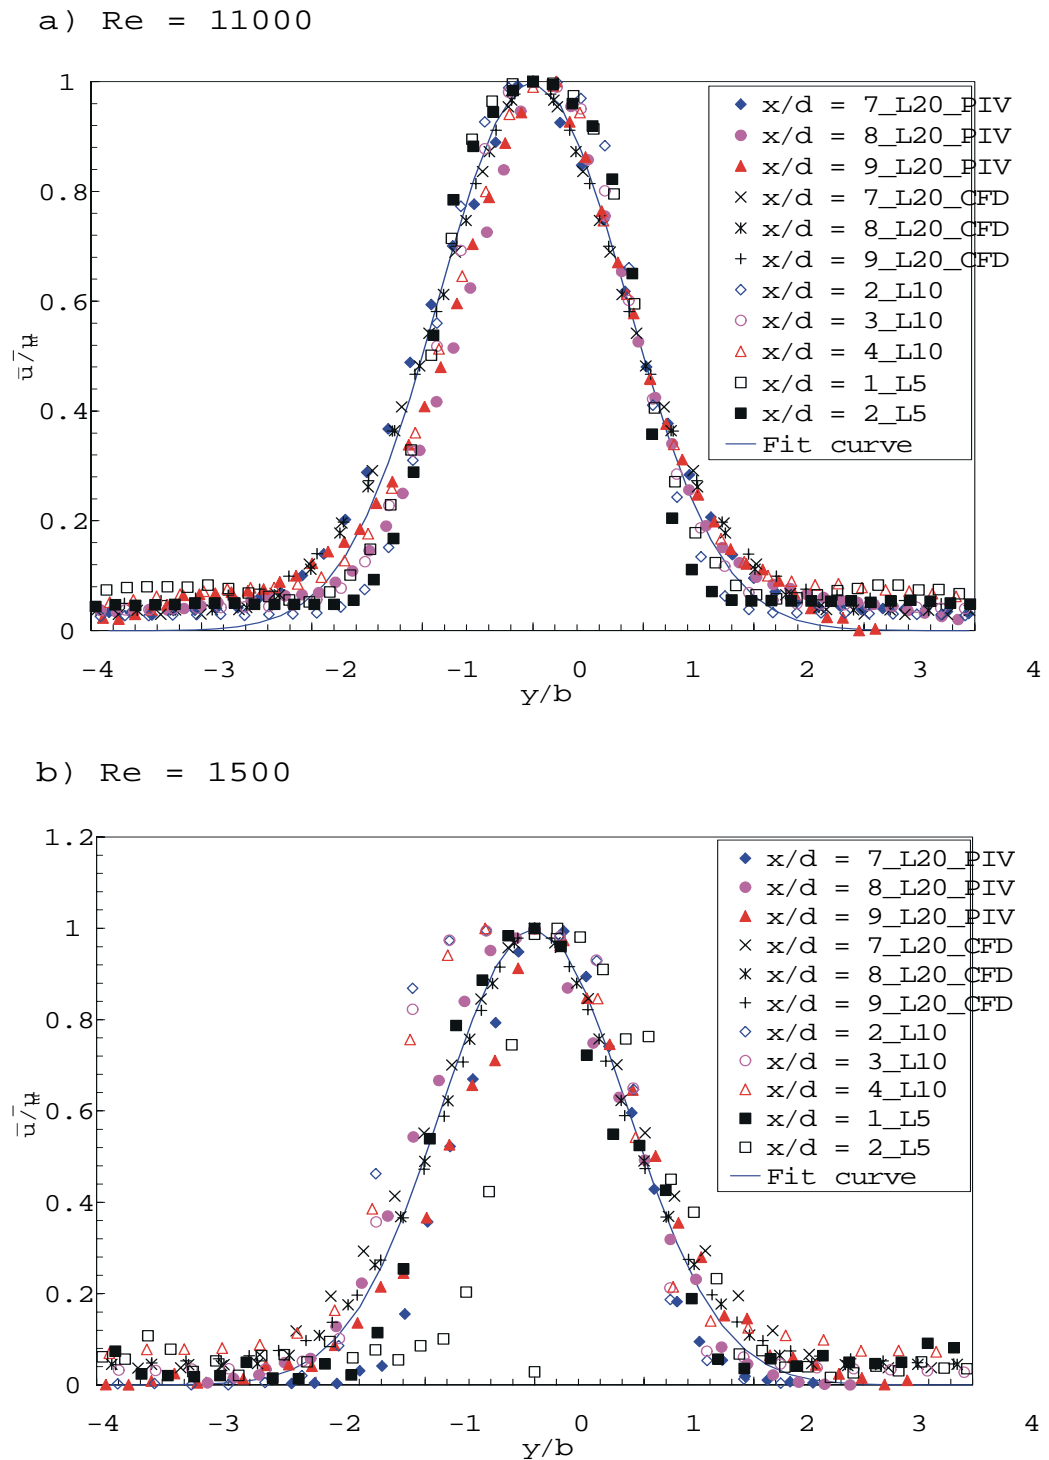 a) Re = 11000
1
0.8
0.6
0.4
0.2
0
ū/ū
x/d = 7_L20_PIV
x/d = 8_L20_PIV
x/d = 9_L20_PIV
x/d = 7_L20_CFD
x/d = 8_L20_CFD
x/d = 9_L20_CFD
x/d = 2_L10
x/d = 3_L10
x/d = 4_L10
x/d = 1_L5
x/d = 2_L5
Fit curve
-4 -3 -2 -1 0 1 2 3 4
y/b
b) Re = 1500
1.2
1
0.8
0.6
0.4
0.2
0
ū/ū
x/d = 7_L20_PIV
x/d = 8_L20_PIV
x/d = 9_L20_PIV
x/d = 7_L20_CFD
x/d = 8_L20_CFD
x/d = 9_L20_CFD
x/d = 2_L10
x/d = 3_L10
x/d = 4_L10
x/d = 1_L5
x/d = 2_L5
Fit curve
-4 -3 -2 -1 0 1 2 3 4
y/b